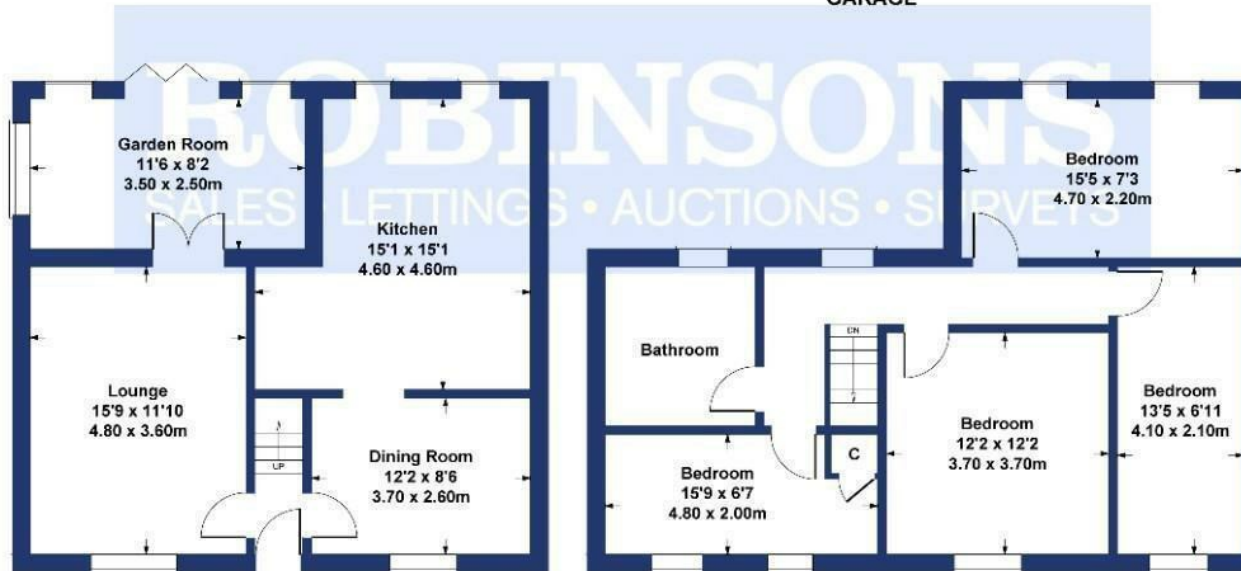 GARAGE
ROBINSONS
SALES • LETTINGS • AUCTIONS • SURVEYS
Garden Room
11'6 x 8'2
3.50 x 2.50m
Kitchen
15'1 x 15'1
4.60 x 4.60m
Lounge
15'9 x 11'10
4.80 x 3.60m
UP
Dining Room
12'2 x 8'6
3.70 x 2.60m
Bedroom
15'5 x 7'3
4.70 x 2.20m
Bathroom
DN
Bedroom
15'9 x 6'7
4.80 x 2.00m
C
Bedroom
12'2 x 12'2
3.70 x 3.70m
Bedroom
13'5 x 6'11
4.10 x 2.10m